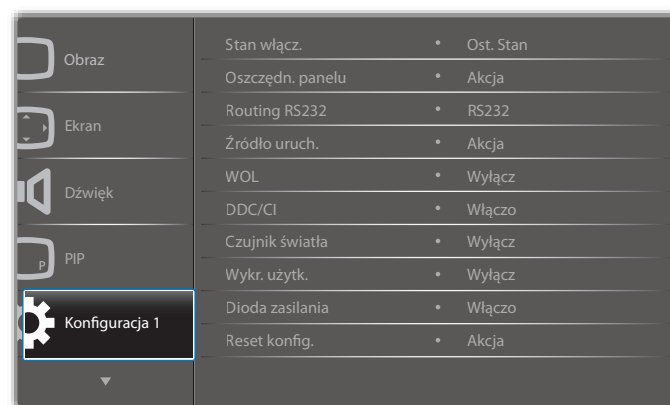 Obraz
Ekran
Dźwięk
P
PIP
Konfiguracja 1
Stan włącz. • Ost. Stan
Oszczędn. panelu • Akcja
Routing RS232 • RS232
Źródło uruch. • Akcja
WOL • Wyłącz
DDC/CI • Włączo
Czujnik światła • Wyłącz
Wykr. użytk. • Wyłącz
Dioda zasilania • Włączo
Reset konfig. • Akcja